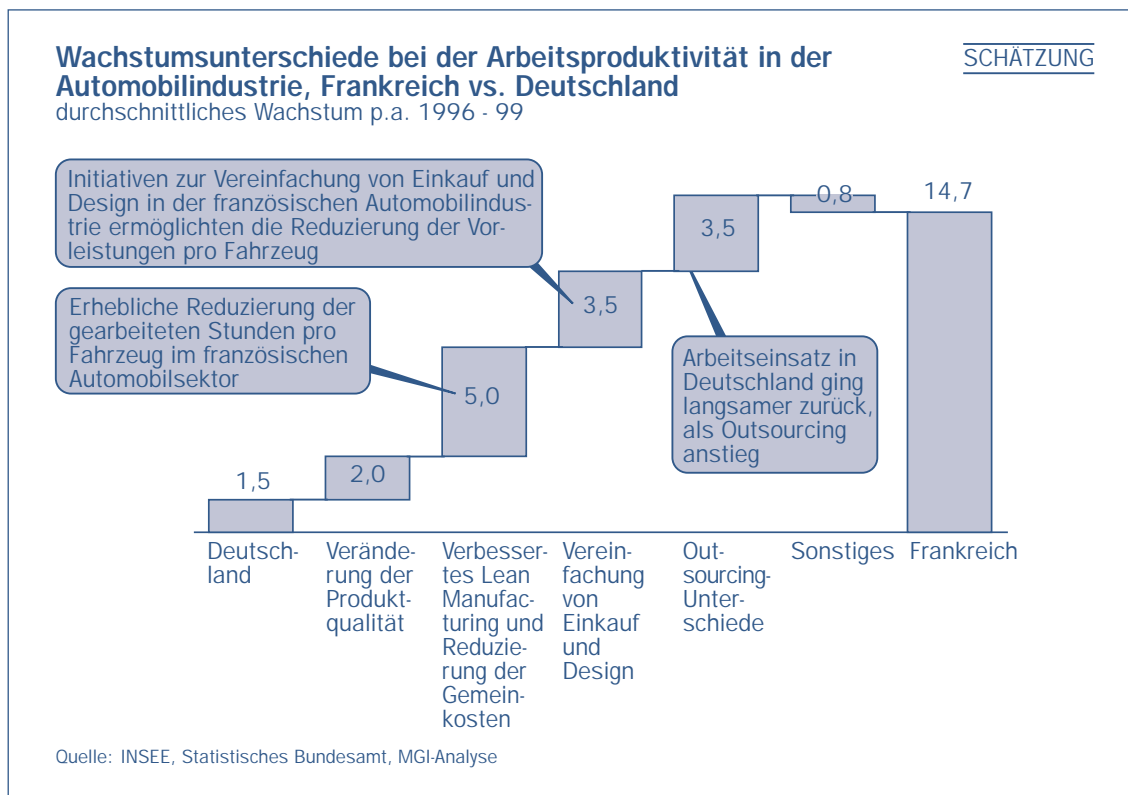 Wachstumsunterschiede bei der Arbeitsproduktivität in der
Automobilindustrie, Frankreich vs. Deutschland
durchschnittliches Wachstum p.a. 1996 - 99
SCHÄTZUNG
Initiativen zur Vereinfachung von Einkauf und
Design in der französischen Automobilindus-
trie ermöglichten die Reduzierung der Vor-
leistungen pro Fahrzeug
Erhebliche Reduzierung der
gearbeiteten Stunden pro
Fahrzeug im französischen
Automobilsektor
Arbeitseinsatz in
Deutschland ging
langsamer zurück,
als Outsourcing
anstieg
1,5
2,0
5,0
3,5
3,5
0,8
14,7
Deutsch-
land
Verände-
rung der
Produkt-
qualität
Verbesser-
tes Lean
Manufac-
turing und
Reduzie-
rung der
Gemein-
kosten
Verein-
fachung
von
Einkauf
und
Design
Out-
sourcing-
Unter-
schiede
Sonstiges
Frankreich
Quelle: INSEE, Statistisches Bundesamt, MGI-Analyse